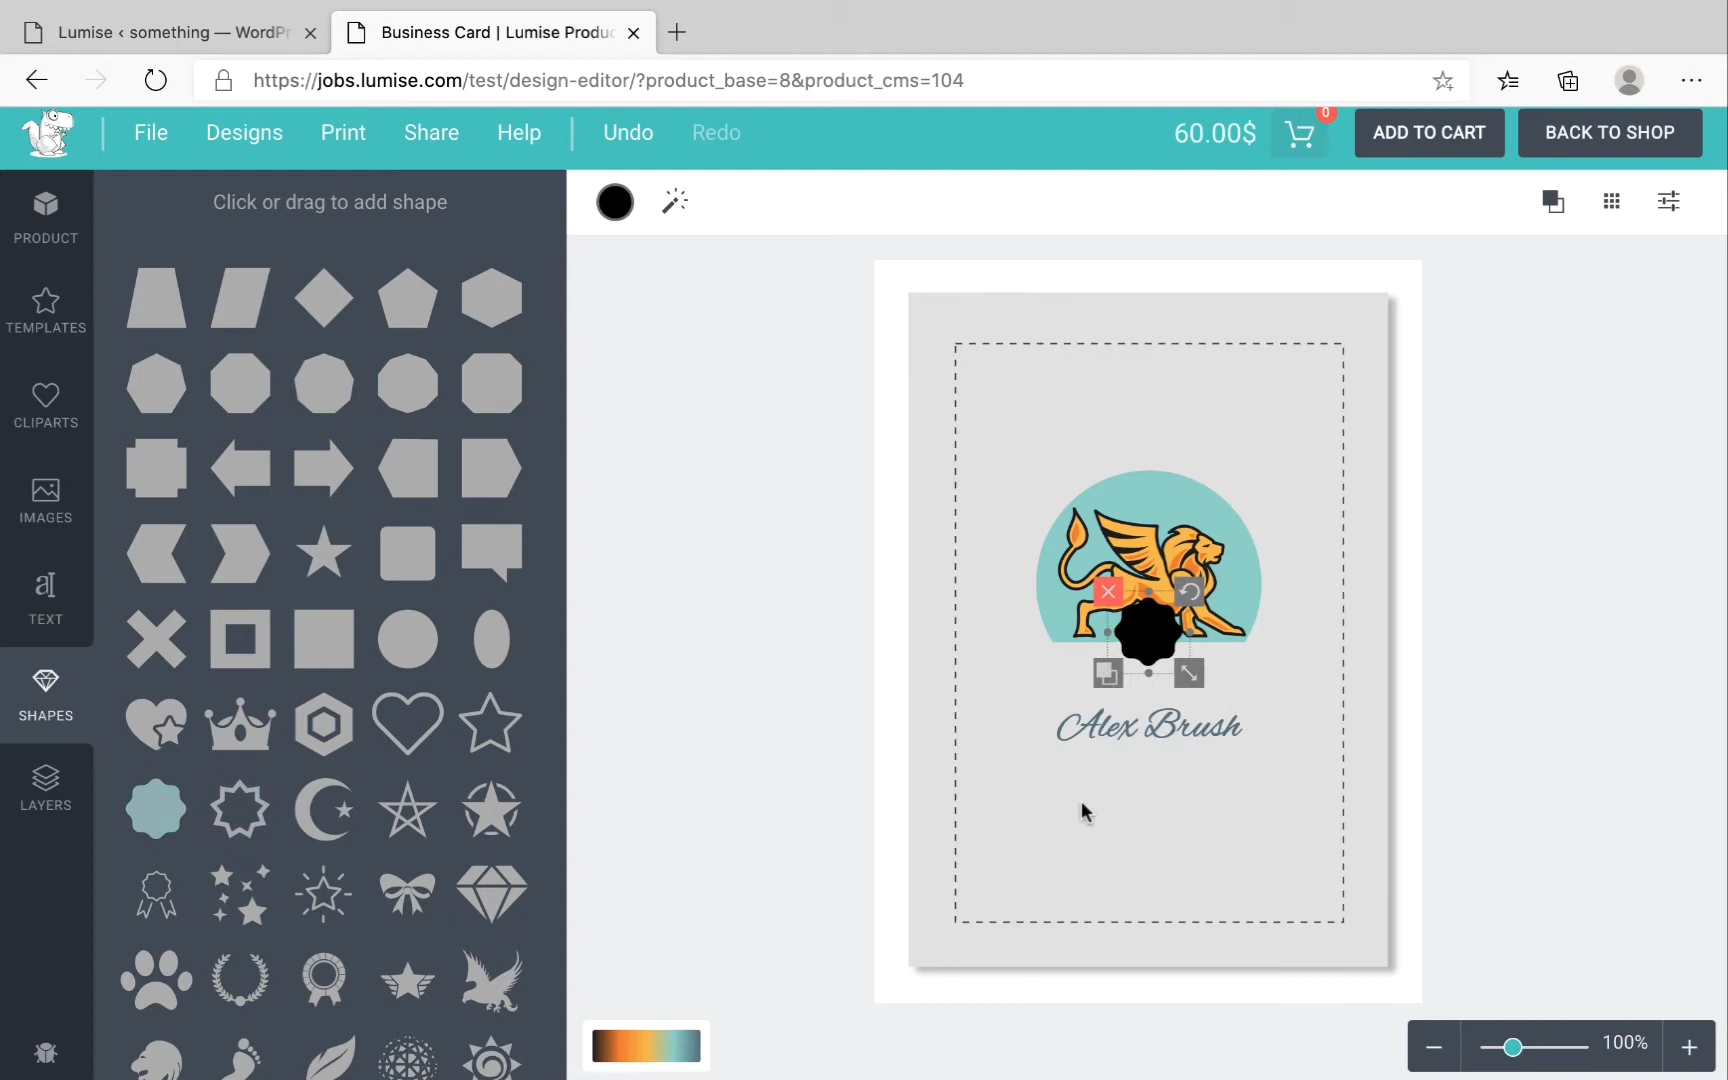 Lumise ‹ something — WordPr
Business Card | Lumise Produc
https://jobs.lumise.com/test/design-editor/?product_base=8&product_cms=104
File Designs Print Share Help Undo Redo 60.00$ 0 ADD TO CART BACK TO SHOP
PRODUCT
TEMPLATES
CLIPARTS
IMAGES
TEXT
SHAPES
LAYERS
Click or drag to add shape
Alex Brush
100%